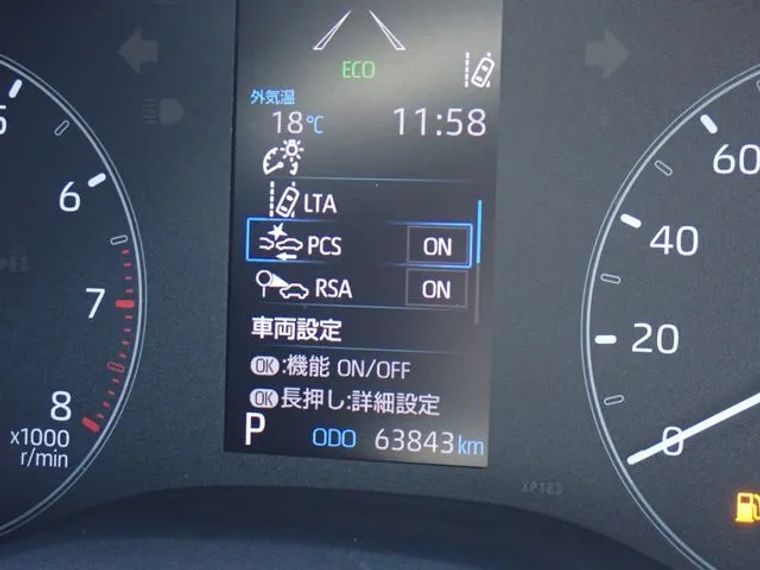 ECO
外気温
18℃ 11:58
LTA
PCS ON
RSA ON
車両設定
OK:機能 ON/OFF
OK長押し:詳細設定
P ODO 63843km
5
6
7
8
x1000
r/min
60
40
20
0
XP183